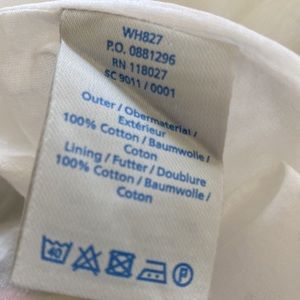 WH827
P.O. 0881296
RN 118027
SC 9011 / 0001
Outer / Obermaterial /
Extérieur
100% Cotton / Baumwolle /
Coton
Lining / Futter / Doublure
100% Cotton / Baumwolle /
Coton
40 P